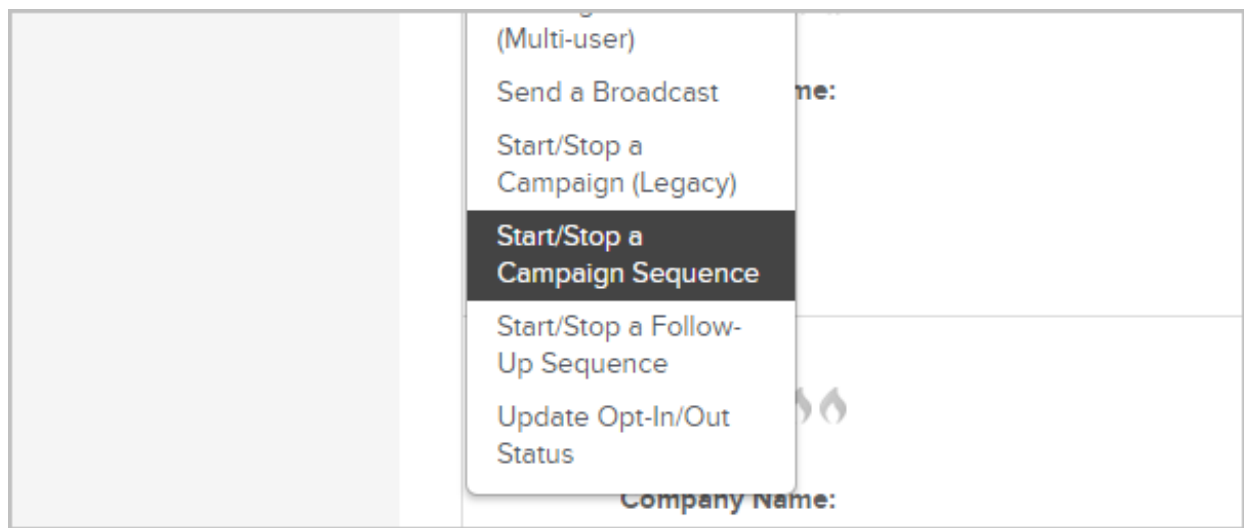 (Multi-user)
Send a Broadcast
me:
Start/Stop a
Campaign (Legacy)
Start/Stop a
Campaign Sequence
Start/Stop a Follow-
Up Sequence
Update Opt-In/Out
Status
Company Name: